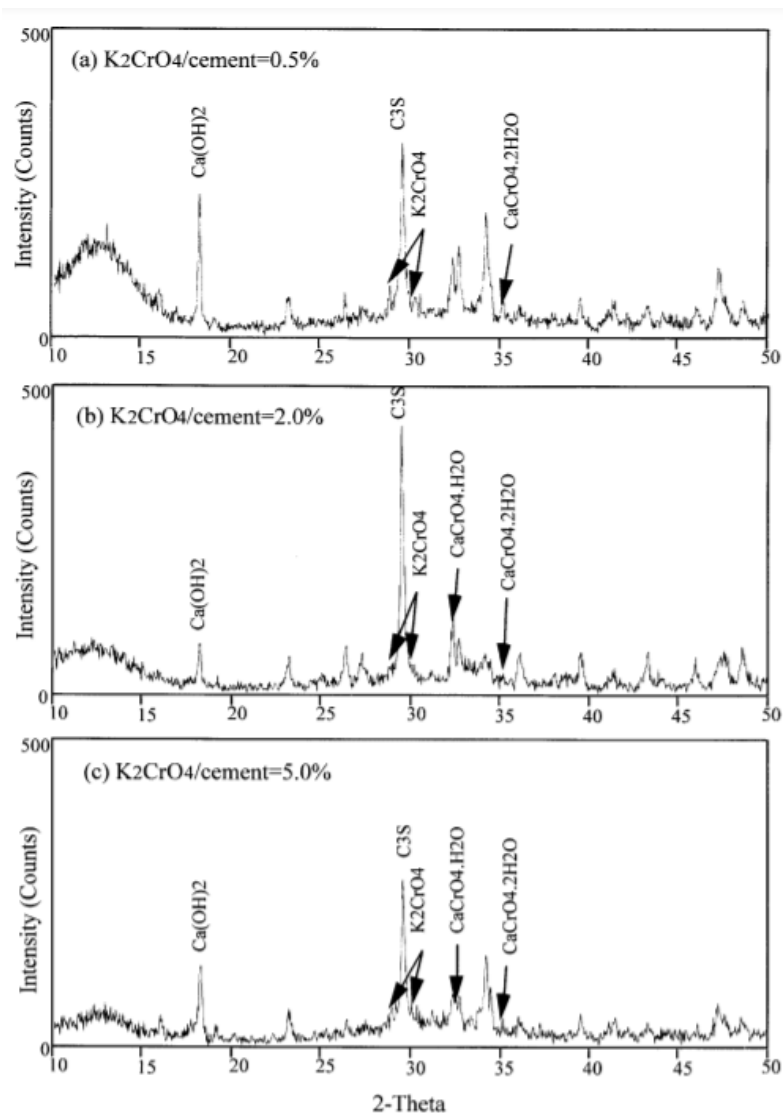 500
(a) K2CrO4/cement=0.5%
Intensity (Counts)
Ca(OH)2
C3S
K2CrO4
CaCrO4.2H2O
0
10 15 20 25 30 35 40 45 50
500
(b) K2CrO4/cement=2.0%
Intensity (Counts)
Ca(OH)2
C3S
K2CrO4
CaCrO4.H2O
CaCrO4.2H2O
0
10 15 20 25 30 35 40 45 50
500
(c) K2CrO4/cement=5.0%
Intensity (Counts)
Ca(OH)2
C3S
K2CrO4
CaCrO4.H2O
CaCrO4.2H2O
0
10 15 20 25 30 35 40 45 50
2-Theta